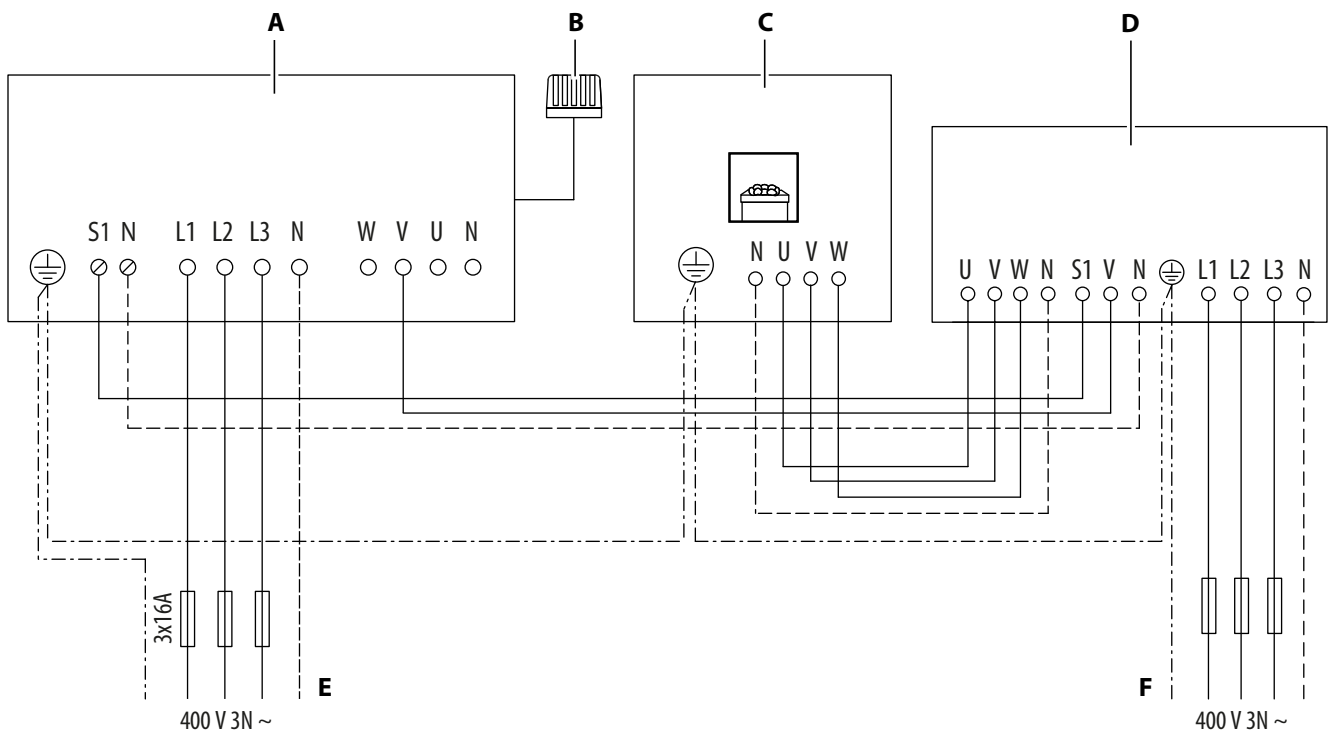 A B C D
S1 N L1 L2 L3 N W V U N
N U V W
U V W N S1 V N L1 L2 L3 N
3x16A
E F
400 V 3N ~ 400 V 3N ~